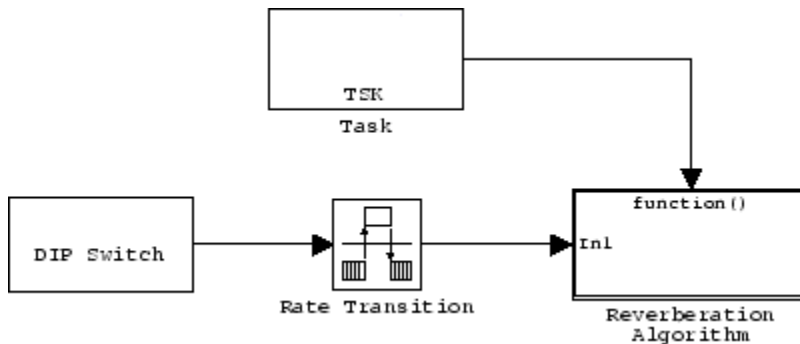 TSK
Task
function()
DIP Switch
In1
Rate Transition
Reverberation
Algorithm